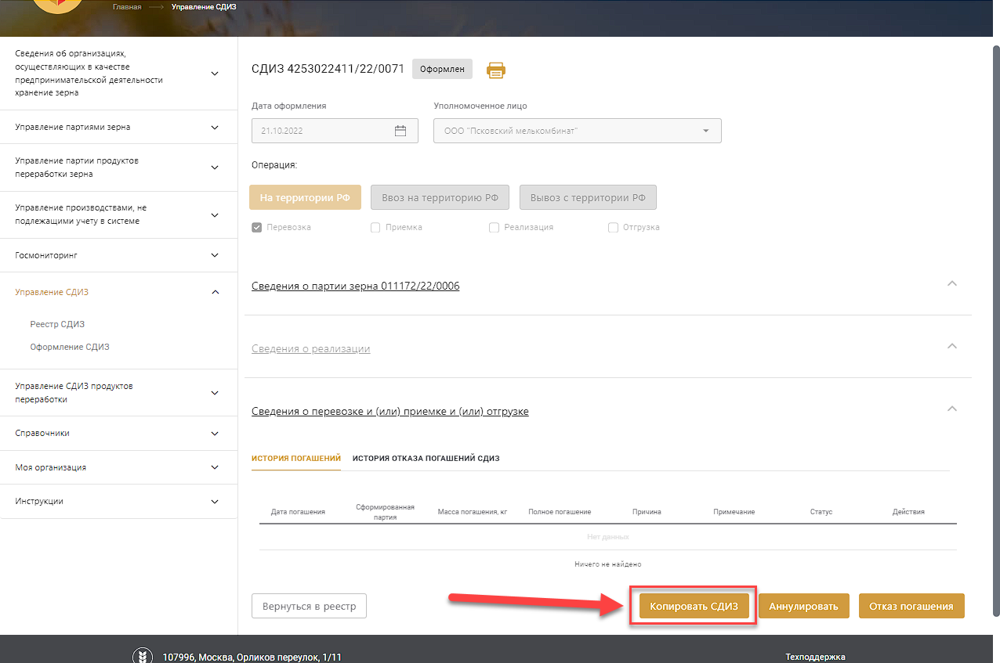 Главная
Управление СДИЗ
Сведения об организациях,
осуществляющих в качестве
предпринимательской деятельности
хранение зерна
Управление партиями зерна
Управление партии продуктов
переработки зерна
Управление производствами, не
подлежащими учету в системе
Госмониторинг
Управление СДИЗ
Реестр СДИЗ
Оформление СДИЗ
Управление СДИЗ продуктов
переработки
Справочники
Моя организация
Инструкции
СДИЗ 4253022411/22/0071 Оформлен
Дата оформления Уполномоченное лицо
21.10.2022 ООО "Псковский мелькомбинат"
Операция:
На территории РФ Ввоз на территорию РФ Вывоз с территории РФ
Перевозка Приемка Реализация Отгрузка
Сведения о партии зерна 011172/22/0006
Сведения о реализации
Сведения о перевозке и (или) приемке и (или) отгрузке
ИСТОРИЯ ПОГАШЕНИЙ ИСТОРИЯ ОТКАЗА ПОГАШЕНИЙ СДИЗ
Дата погашения Сформированная партия Масса погашения, кг Полное погашение Причина Примечание Статус Действия
Нет данных
Ничего не найдено
Вернуться в реестр Копировать СДИЗ Аннулировать Отказ погашения
107996, Москва, Орликов переулок, 1/11 Техподдержка